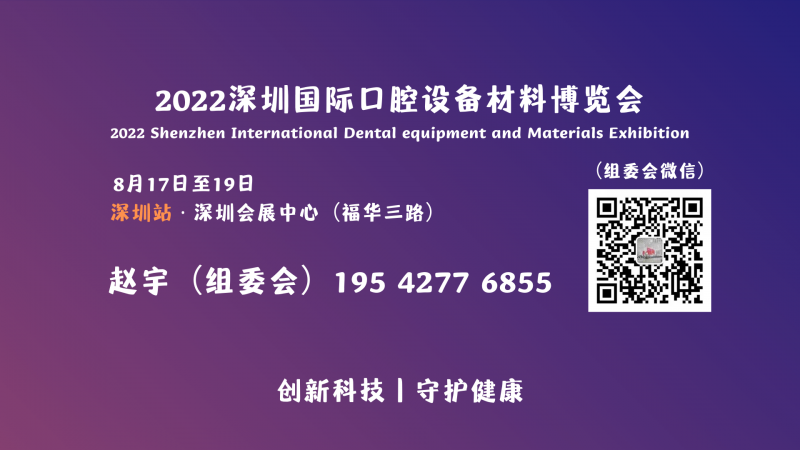 2022深圳国际口腔设备材料博览会
2022 Shenzhen International Dental equipment and Materials Exhibition
（组委会微信）
8月17日至19日
深圳站·深圳会展中心（福华三路）
赵宇（组委会）195 4277 6855
创新科技丨守护健康